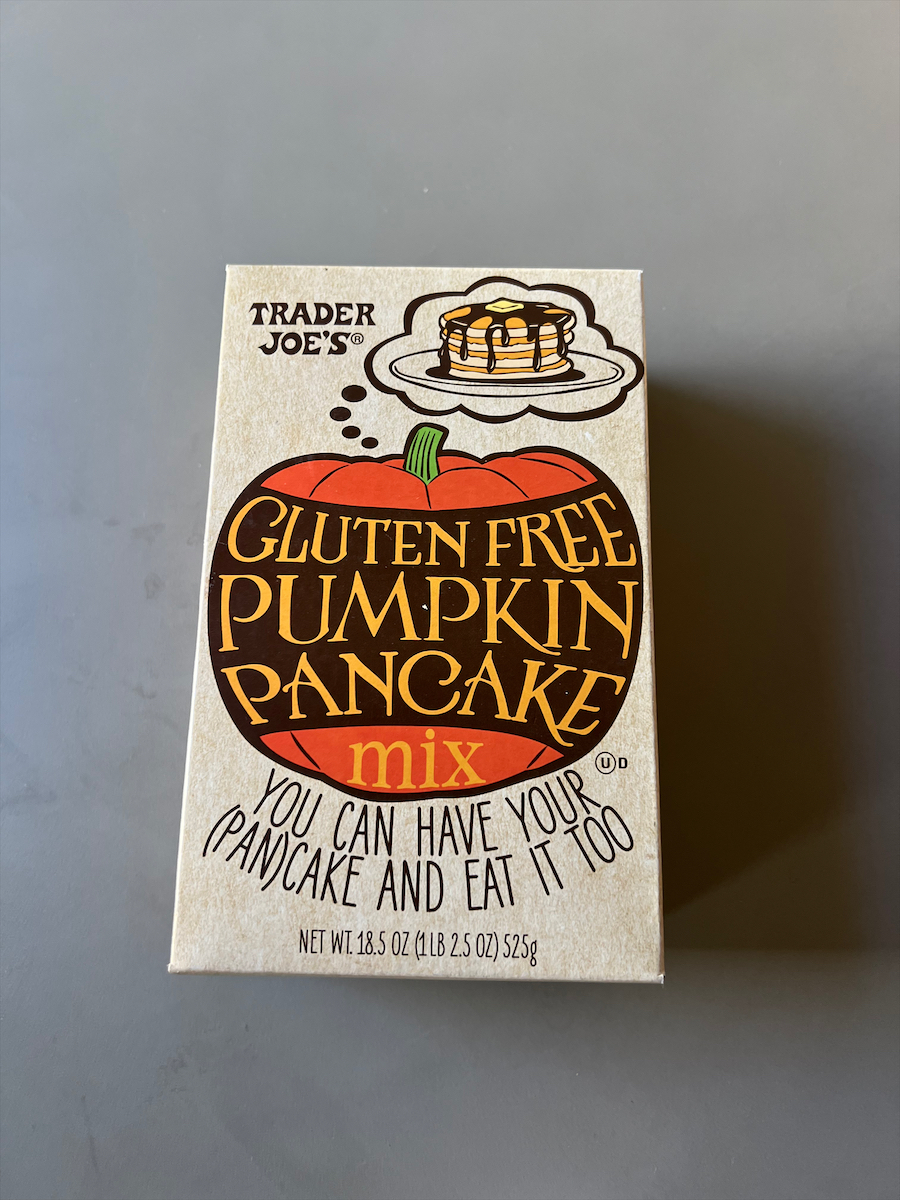 TRADER
JOE'S®
GLUTEN FREE
PUMPKIN
PANCAKE
mix
Ⓤ D
YOU CAN HAVE YOUR
(PAN)CAKE AND EAT IT TOO
NET WT. 18.5 OZ (1 LB 2.5 OZ) 525g